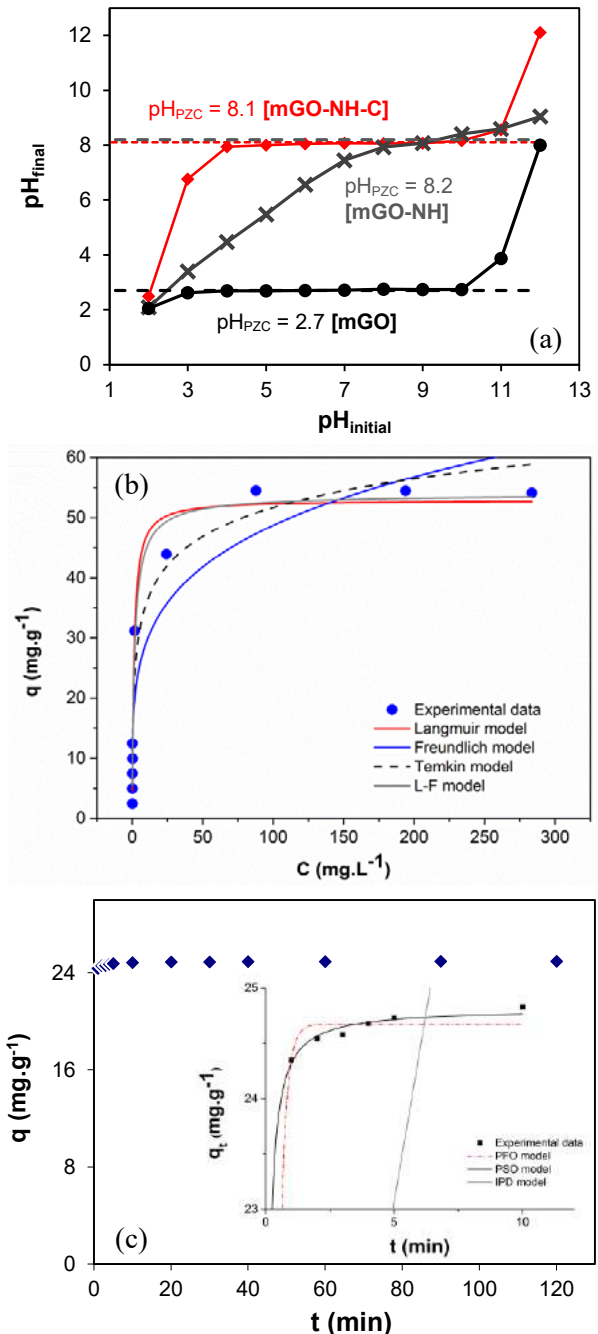 12
10
8
6
4
2
0
pHfinal
pHPZC = 8.1 [mGO-NH-C]
pHPZC = 8.2
[mGO-NH]
pHPZC = 2.7 [mGO]
(a)
1 3 5 7 9 11 13
pHinitial
(b)
60
50
40
30
20
10
0
q (mg.g-1)
Experimental data
Langmuir model
Freundlich model
Temkin model
L-F model
0 50 100 150 200 250 300
C (mg.L-1)
24
16
8
0
q (mg.g-1)
25
24
23
qt (mg.g-1)
Experimental data
PFO model
PSO model
IPD model
0 5 10
t (min)
(c)
0 20 40 60 80 100 120
t (min)